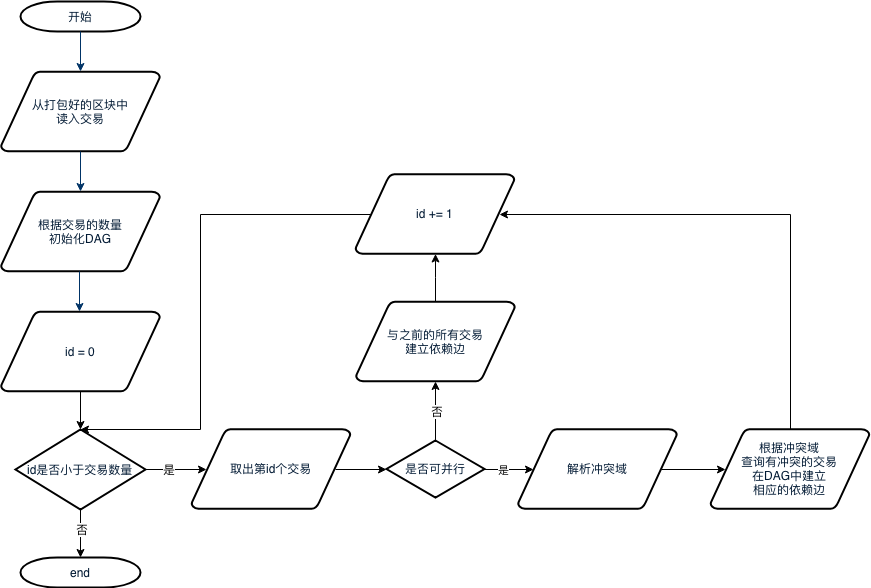 开始
从打包好的区块中
读入交易
根据交易的数量
初始化DAG
id = 0
id += 1
与之前的所有交易
建立依赖边
否
id是否小于交易数量
是
取出第id个交易
是否可并行
是
解析冲突域
根据冲突域
查询有冲突的交易
在DAG中建立
相应的依赖边
否
end